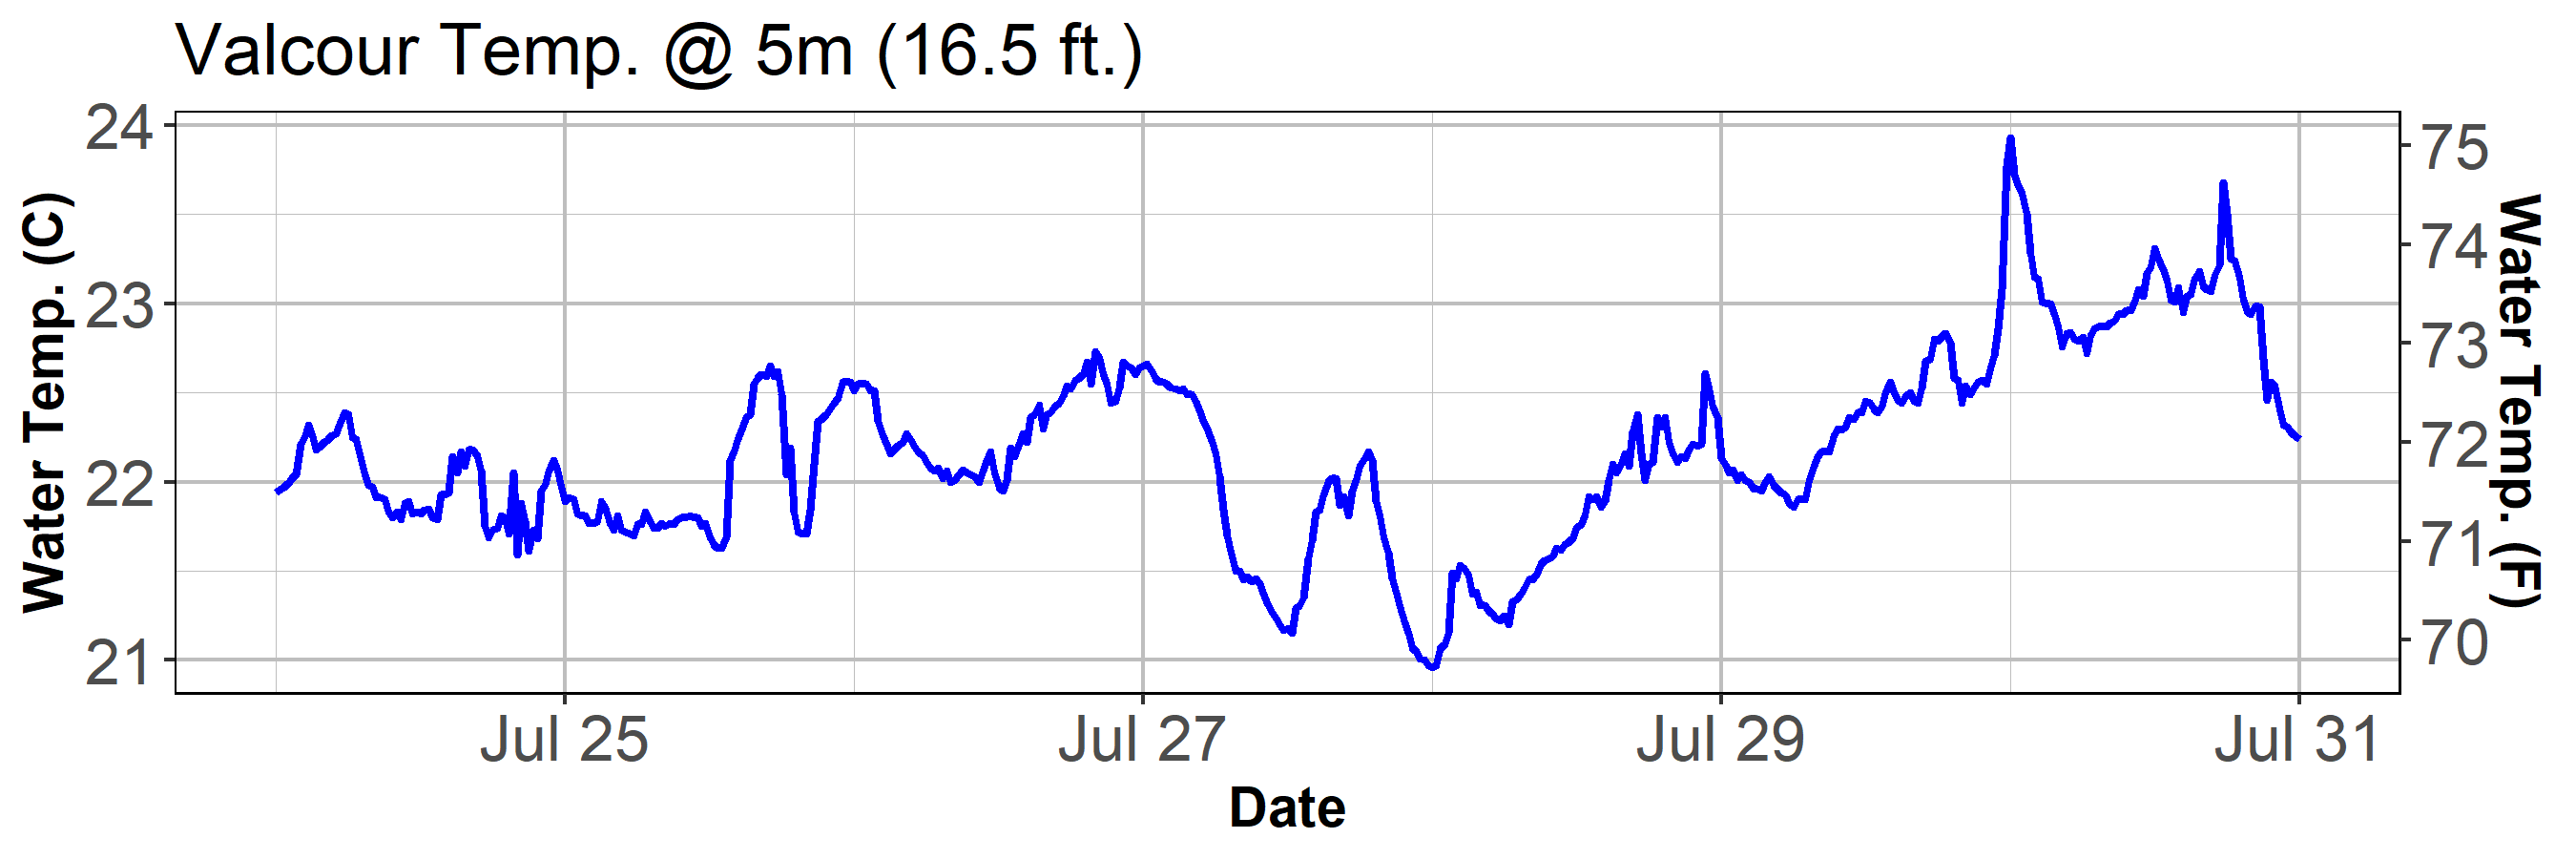 Valcour Temp. @ 5m (16.5 ft.)
24
23
22
21
Water Temp. (C)
75
74
73
72
71
70
Water Temp. (F)
Jul 25
Jul 27
Jul 29
Jul 31
Date